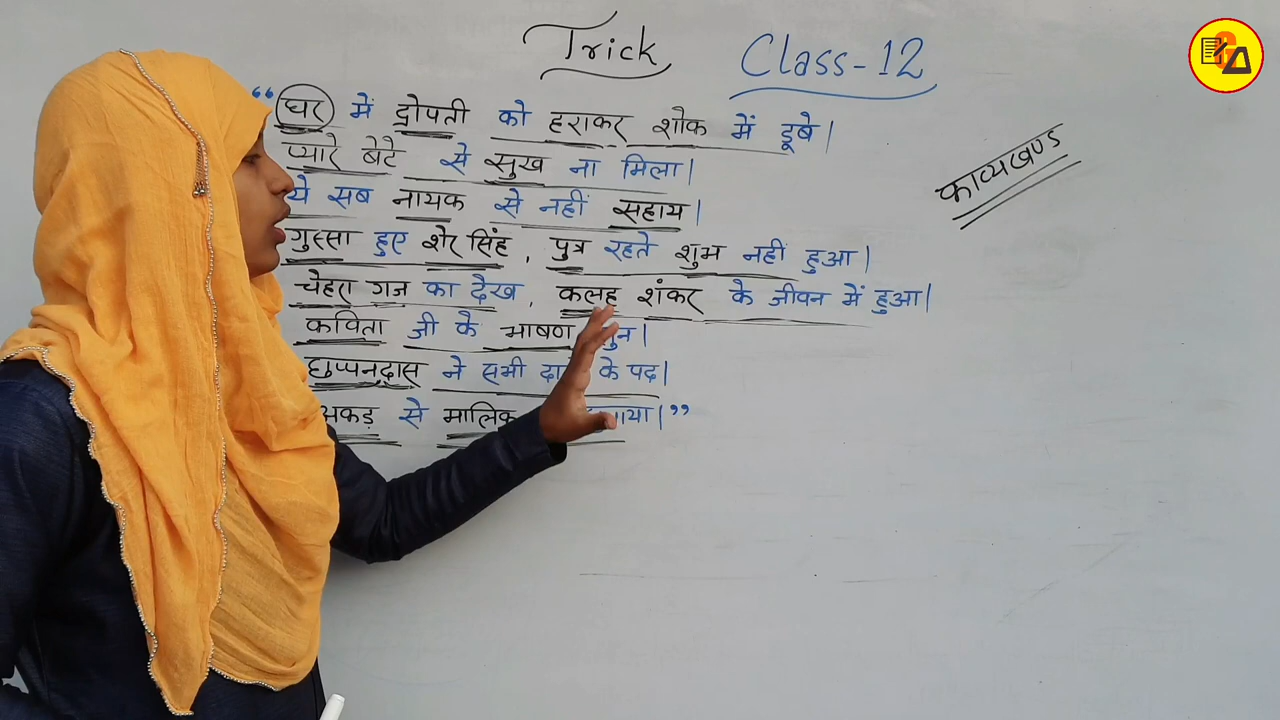 Trick Class-12
काव्यखण्ड
“घर में द्रोपती को हराकर शोक में डूबे।
प्यारे बेटे से सुख ना मिला।
ये सब नायक से नहीं सहाय।
गुस्सा हुए शेर सिंह, पुत्र रहते शुभ नहीं हुआ।
चेहरा गज का देख, कलह शंकर के जीवन में हुआ।
कविता जी के भाषण
छुप्पनदास ने सभी के पद।
अकड़ से मालिक ”